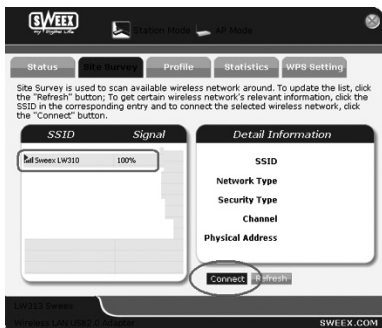 SWEEX
my digital life
Station Mode AP Mode
Status Site Survey Profile Statistics WPS Setting
Site Survey is used to scan available wireless network around. To update the list, click
the "Refresh" button; To get certain wireless network's relevant information, click the
SSID in the corresponding entry and to connect the selected wireless network, click
the "Connect" button.
SSID Signal
Sweex LW310 100%
Detail Information
SSID
Network Type
Security Type
Channel
Physical Address
Connect Refresh
LW313 Sweex
Wireless LAN USB2.0 Adapter
SWEEX.COM